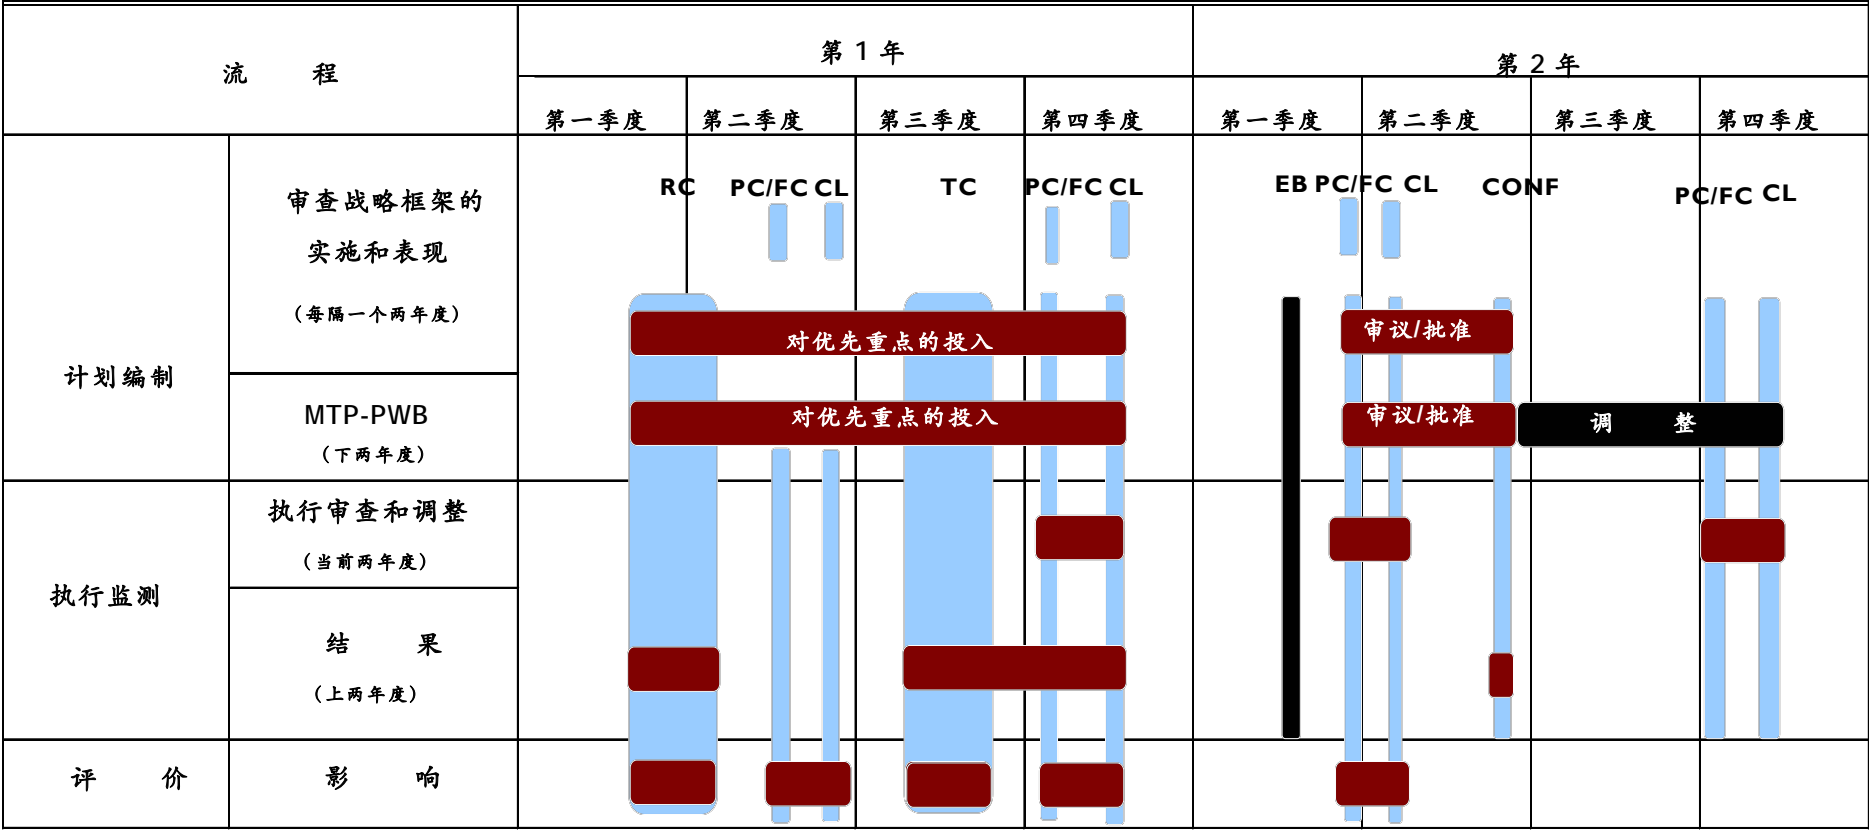 流 程
第 1 年
第 2 年
第一季度
第二季度
第三季度
第四季度
第一季度
第二季度
第三季度
第四季度
RC
PC/FC CL
TC
PC/FC CL
EB PC/FC CL
CONF
PC/FC CL
计划编制
审查战略框架的
实施和表现
（每隔一个两年度）
对优先重点的投入
审议/批准
MTP-PWB
（下两年度）
对优先重点的投入
审议/批准
调 整
执行监测
执行审查和调整
（当前两年度）
结 果
（上两年度）
评 价
影 响